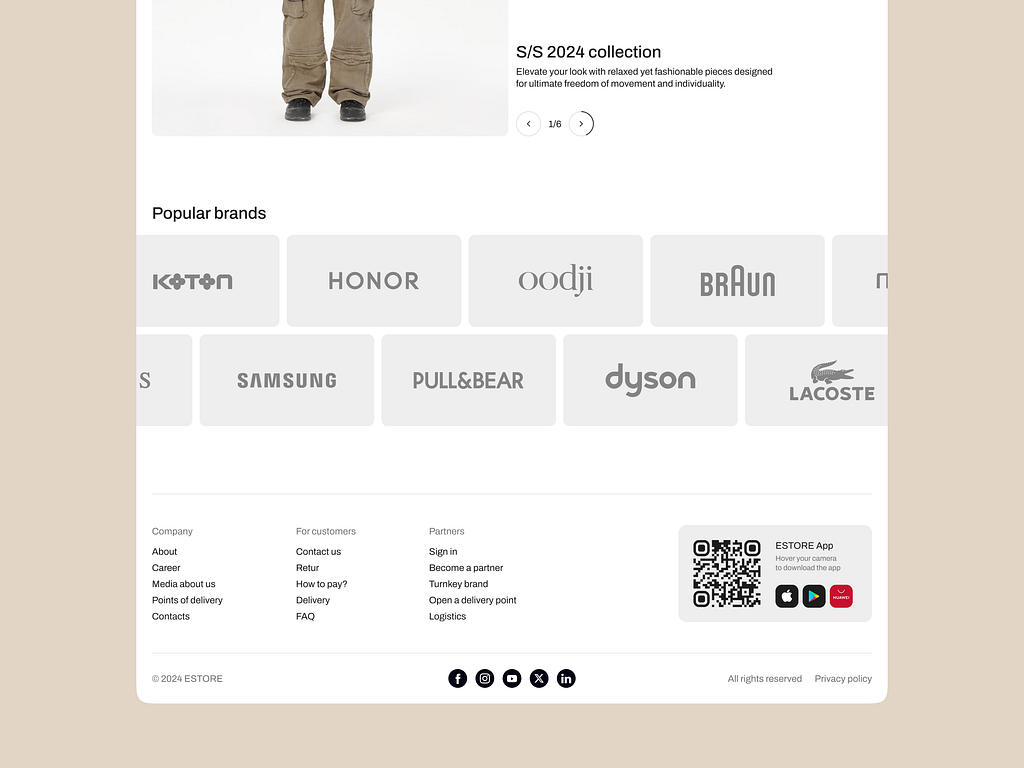 S/S 2024 collection
Elevate your look with relaxed yet fashionable pieces designed
for ultimate freedom of movement and individuality.
1/6
Popular brands
KOTON
HONOR
oodji
BRAUN
S
SAMSUNG
PULL&BEAR
dyson
LACOSTE
Company
About
Career
Media about us
Points of delivery
Contacts
For customers
Contact us
Retur
How to pay?
Delivery
FAQ
Partners
Sign in
Become a partner
Turnkey brand
Open a delivery point
Logistics
ESTORE App
Hover your camera
to download the app
HUAWEI
© 2024 ESTORE
All rights reserved
Privacy policy